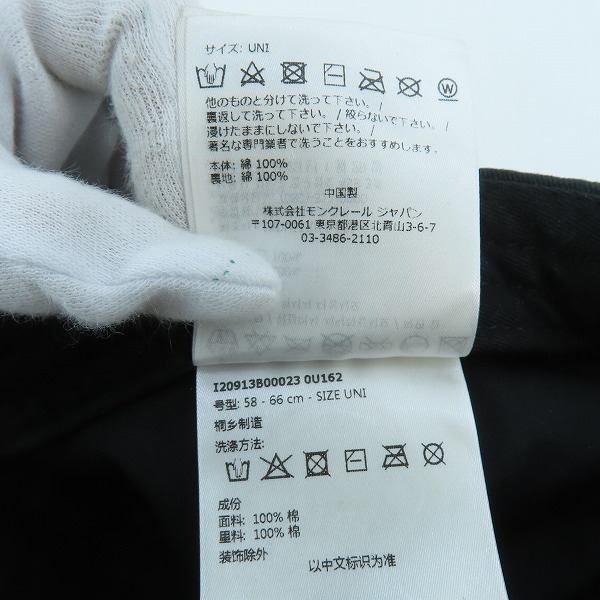 サイズ: UNI
W
他のものと分けて洗って下さい。/
裏返して洗って下さい。/ 絞らないで下さい。/
浸けたままにしないで下さい。/
著名な専門業者で洗うことをおすすめします。
本体: 綿 100%
裏地: 綿 100%
中国製
株式会社モンクレール ジャパン
〒107-0061 東京都港区北青山3-6-7
03-3486-2110
I20913B00023 0U162
号型: 58 - 66 cm - SIZE UNI
桐乡制造
洗涤方法:
成份
面料: 100% 棉
里料: 100% 棉
装饰除外
以中文标识为准